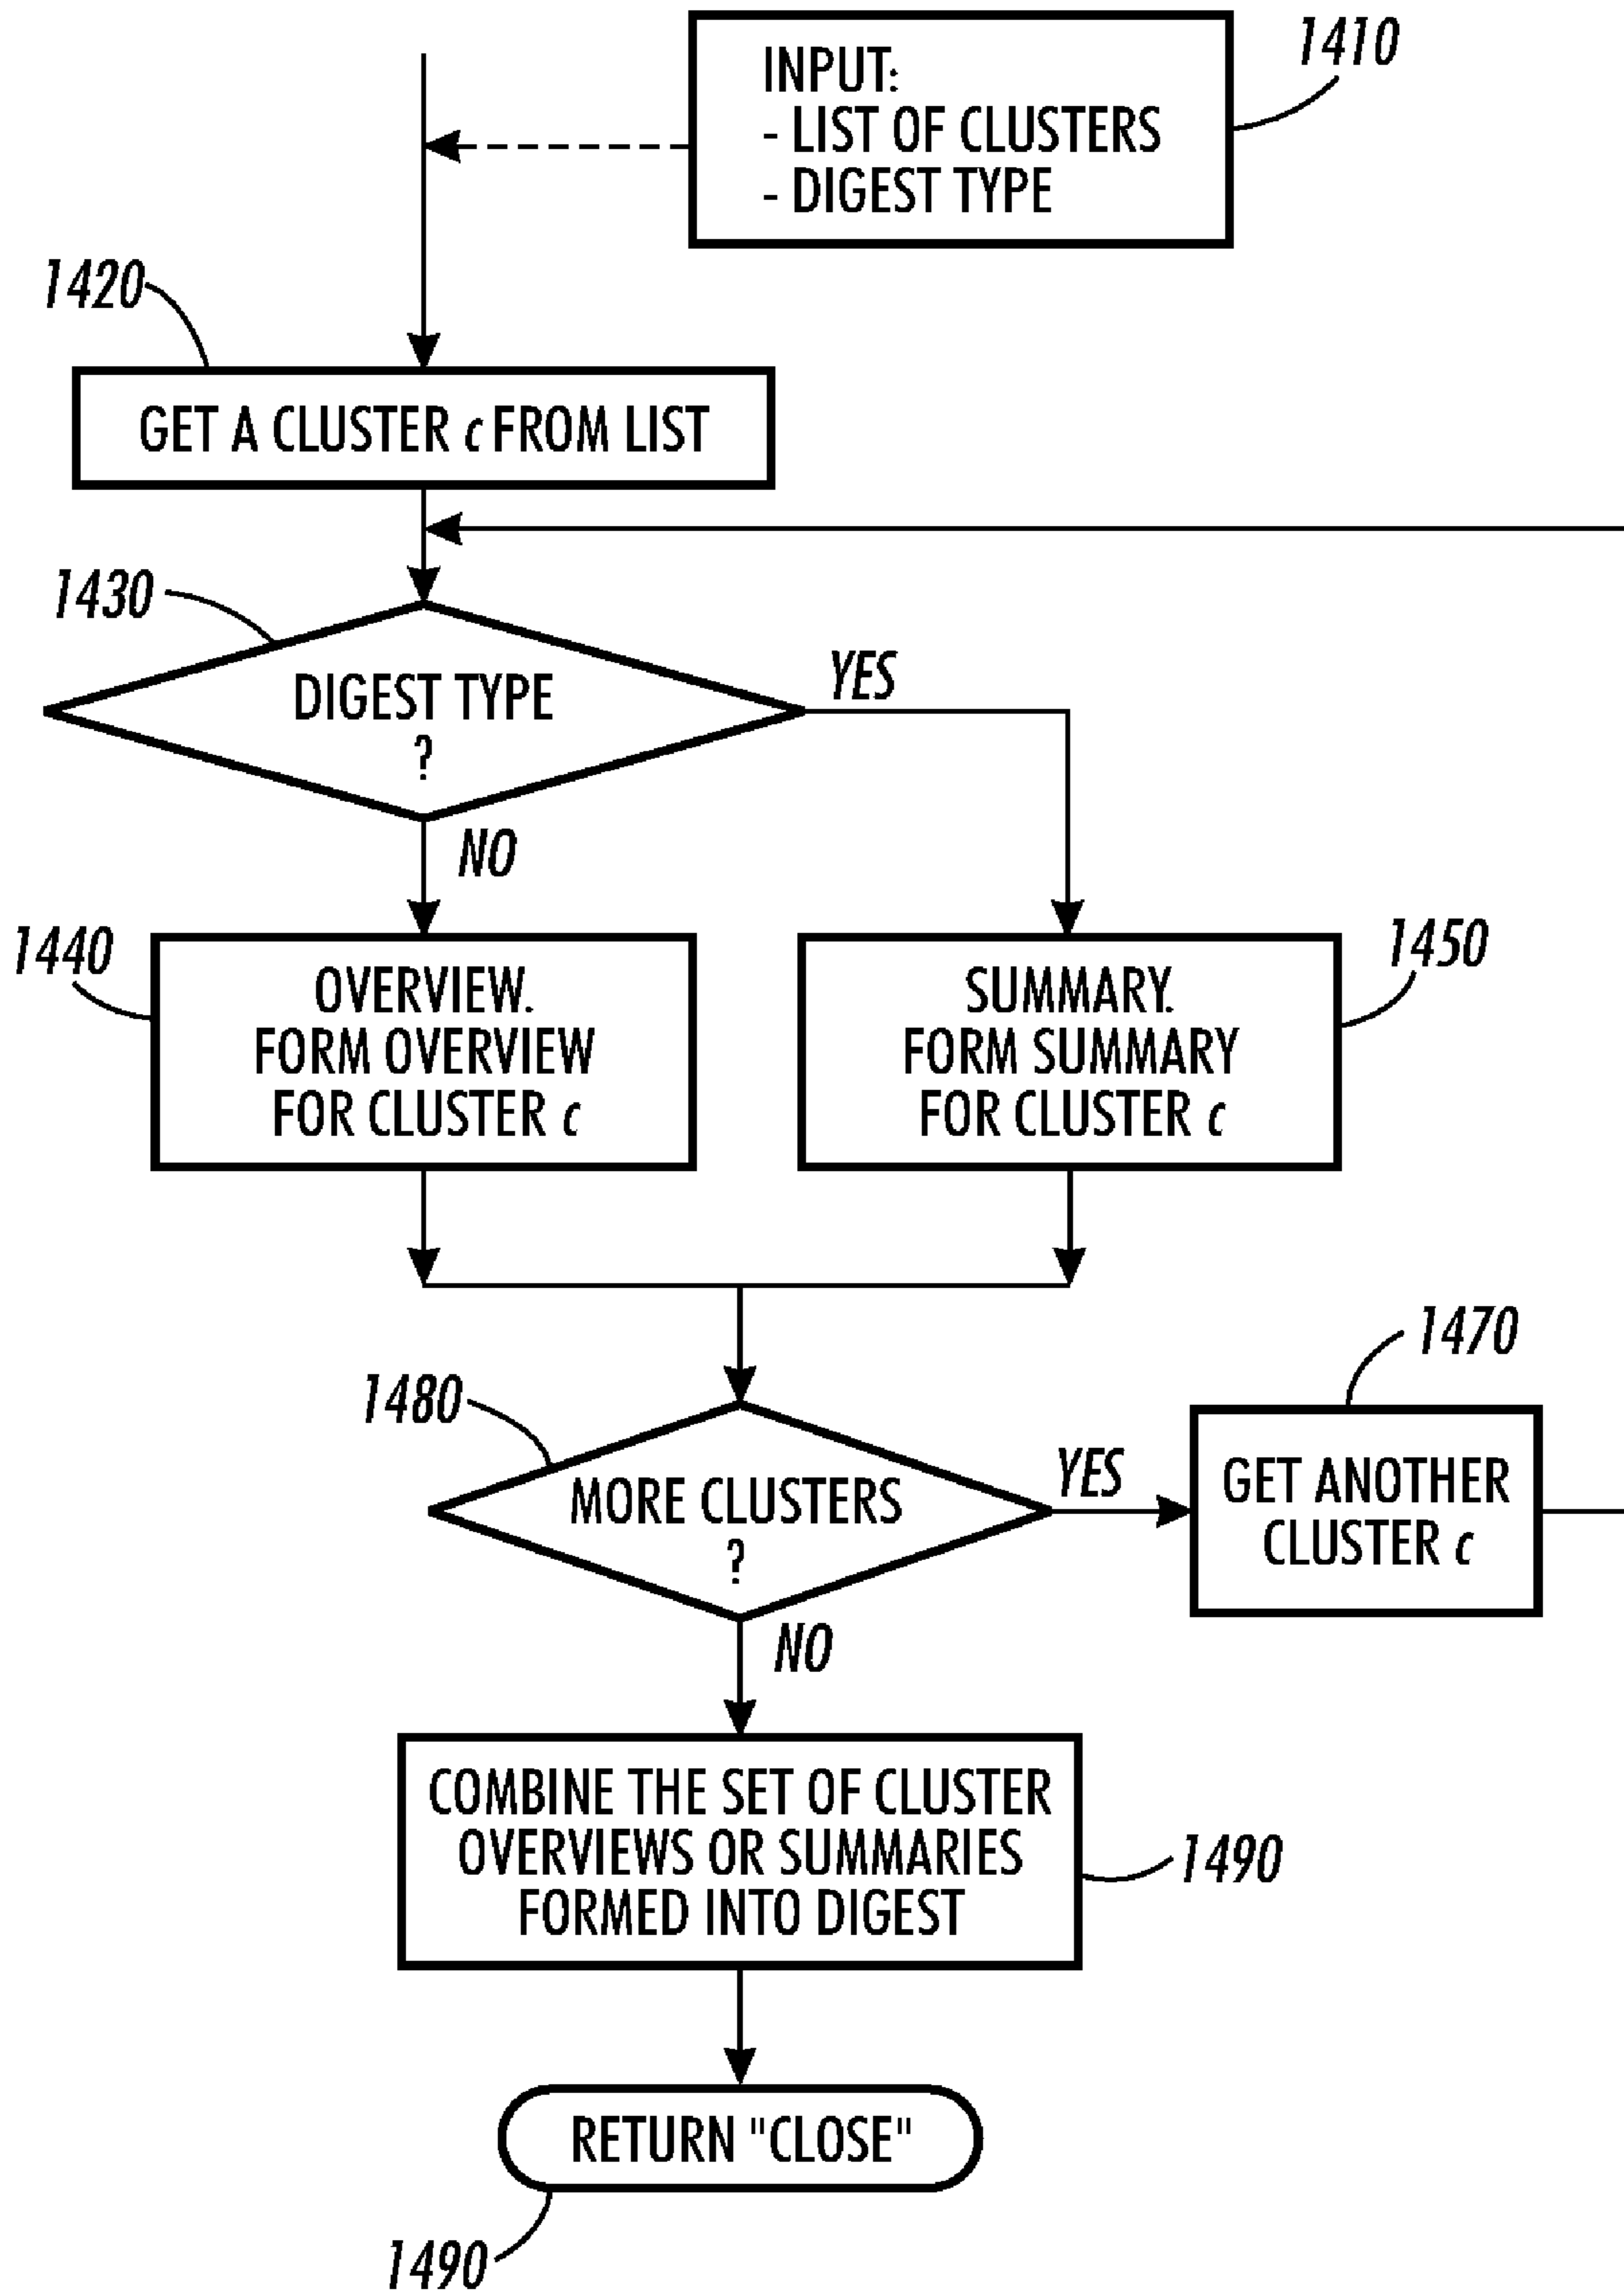 1410
INPUT:
- LIST OF CLUSTERS
- DIGEST TYPE
1420
GET A CLUSTER c FROM LIST
1430
DIGEST TYPE
?
YES
NO
1440
OVERVIEW.
FORM OVERVIEW
FOR CLUSTER c
1450
SUMMARY.
FORM SUMMARY
FOR CLUSTER c
1480
MORE CLUSTERS
?
YES
1470
GET ANOTHER
CLUSTER c
NO
COMBINE THE SET OF CLUSTER
OVERVIEWS OR SUMMARIES
FORMED INTO DIGEST
1490
RETURN "CLOSE"
1490